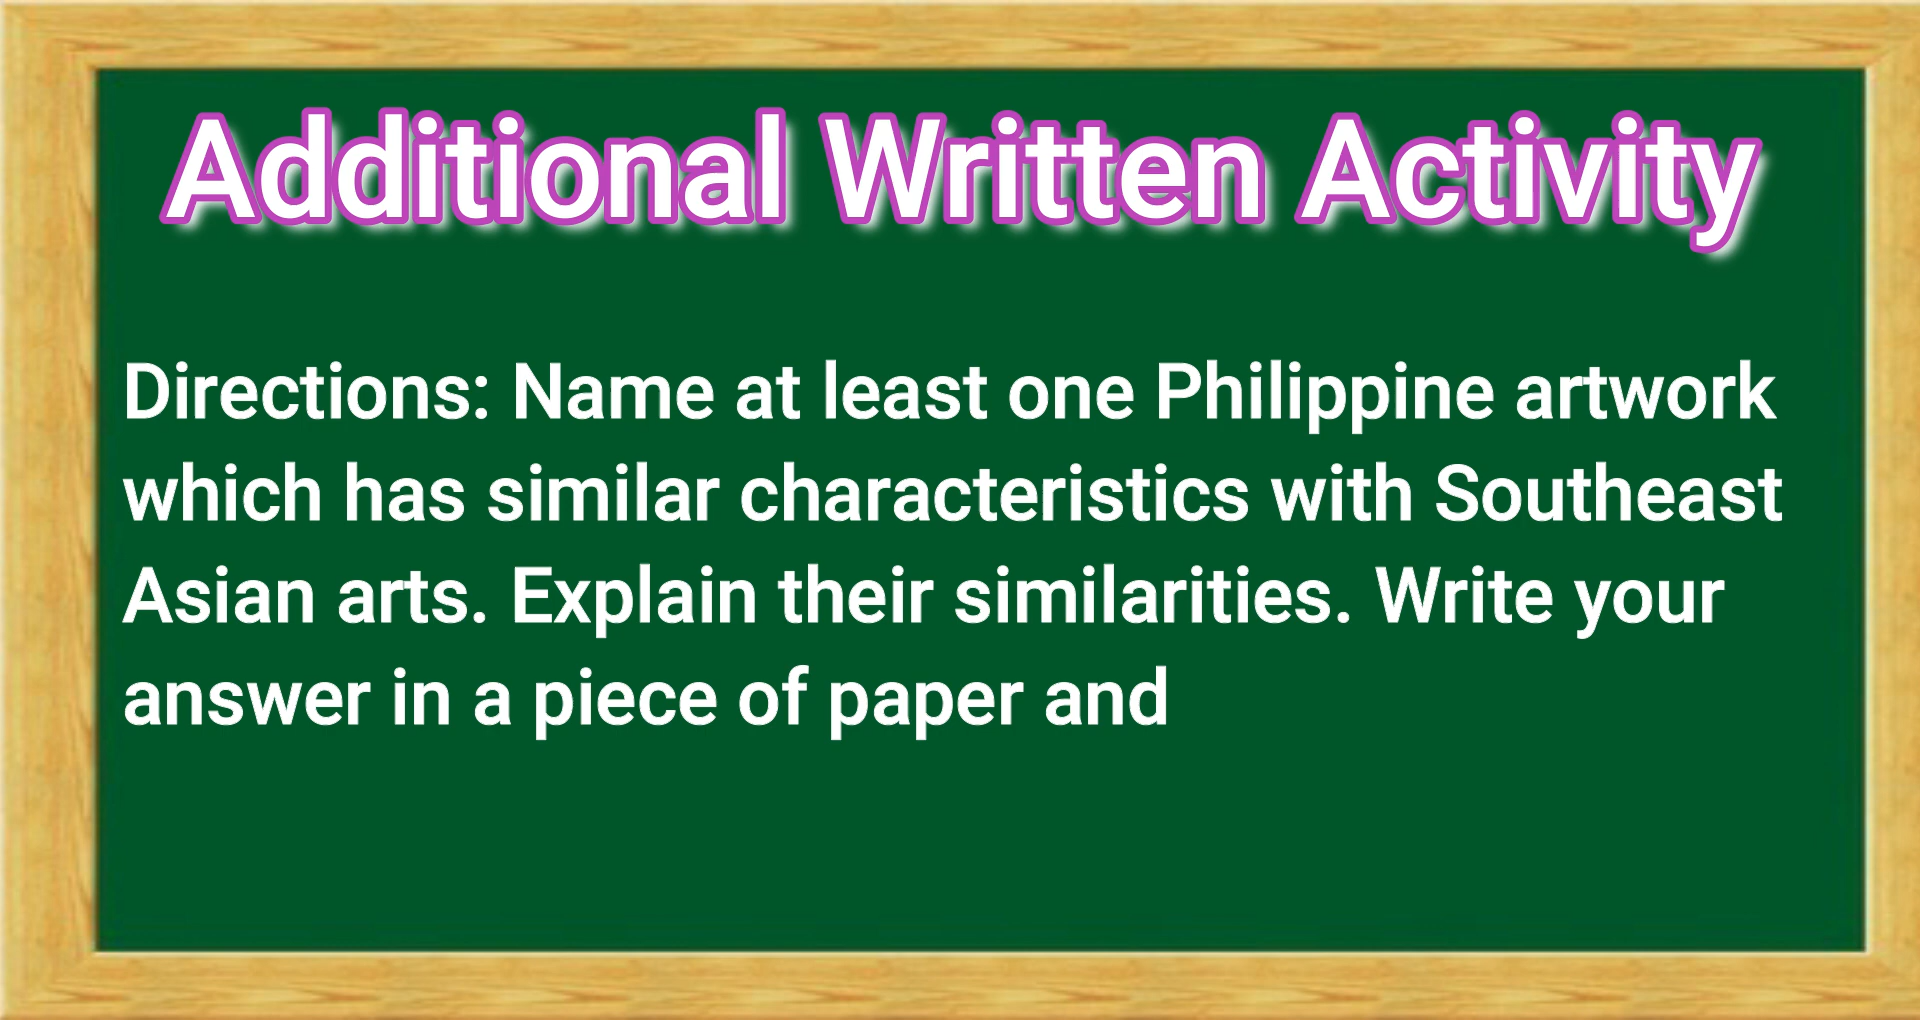 Additional Written Activity
Directions: Name at least one Philippine artwork
which has similar characteristics with Southeast
Asian arts. Explain their similarities. Write your
answer in a piece of paper and